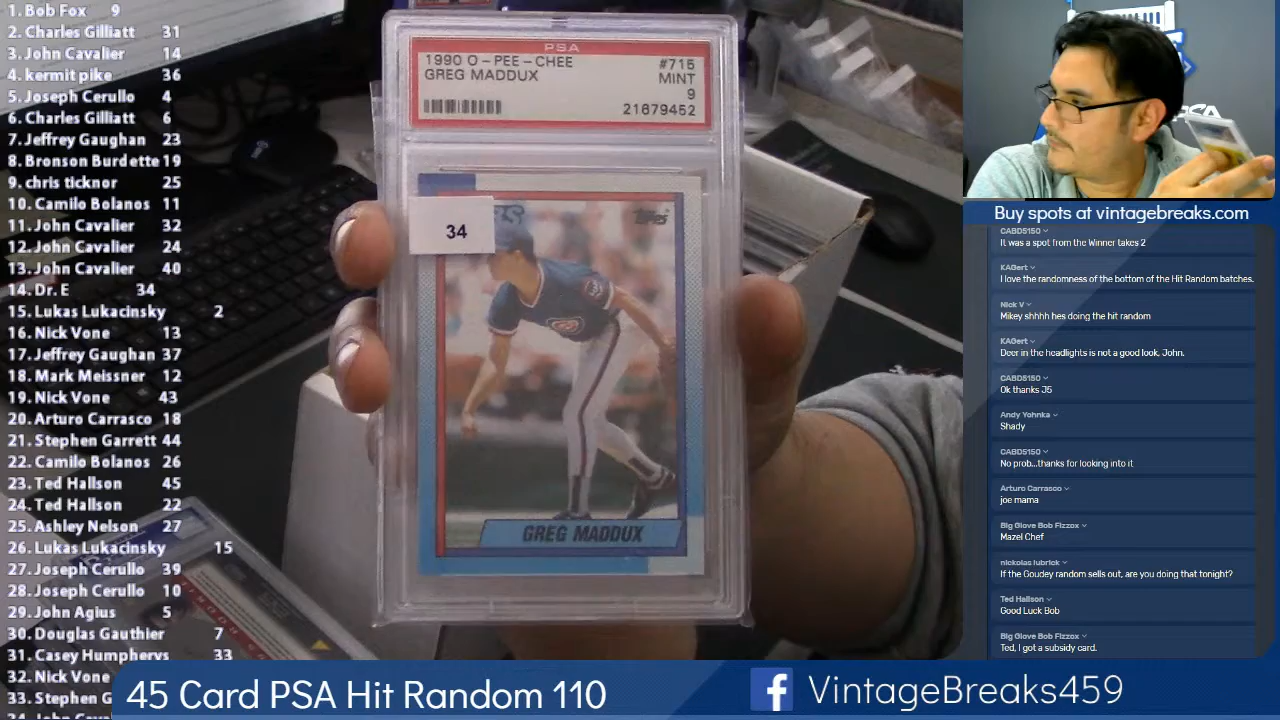 1. Bob Fox 9
2. Charles Gilliatt 31
3. John Cavalier 14
4. kermit pike 36
5. Joseph Cerullo 4
6. Charles Gilliatt 6
7. Jeffrey Gaughan 23
8. Bronson Burdette 19
9. chris ticknor 25
10. Camilo Bolanos 11
11. John Cavalier 32
12. John Cavalier 24
13. John Cavalier 40
14. Dr. E 34
15. Lukas Lukacinsky 2
16. Nick Vone 13
17. Jeffrey Gaughan 37
18. Mark Meissner 12
19. Nick Vone 43
20. Arturo Carrasco 18
21. Stephen Garrett 44
22. Camilo Bolanos 26
23. Ted Hallson 45
24. Ted Hallson 22
25. Ashley Nelson 27
26. Lukas Lukacinsky 15
27. Joseph Cerullo 39
28. Joseph Cerullo 10
29. John Agius 5
30. Douglas Gauthier 7
31. Casey Humpherys 33
32. Nick Vone
33. Stephen G
PSA
1990 O-PEE-CHEE #715
GREG MADDUX MINT
9
21679452
34
Topps
GREG MADDUX
Buy spots at vintagebreaks.com
CABD5150
It was a spot from the Winner takes 2
KAGert
I love the randomness of the bottom of the Hit Random batches.
Nick V
Mikey shhhh hes doing the hit random
KAGert
Deer in the headlights is not a good look. John.
CABD5150
Ok thanks J5
Andy Yohnka
Shady
CABD5150
No prob...thanks for looking into it
Arturo Carrasco
joe mama
Big Glove Bob Fizzox
Mazel Chef
nickolas lubrick
If the Goudey random sells out, are you doing that tonight?
Ted Hallson
Good Luck Bob
Big Glove Bob Fizzox
Ted, I got a subsidy card.
45 Card PSA Hit Random 110
f VintageBreaks459